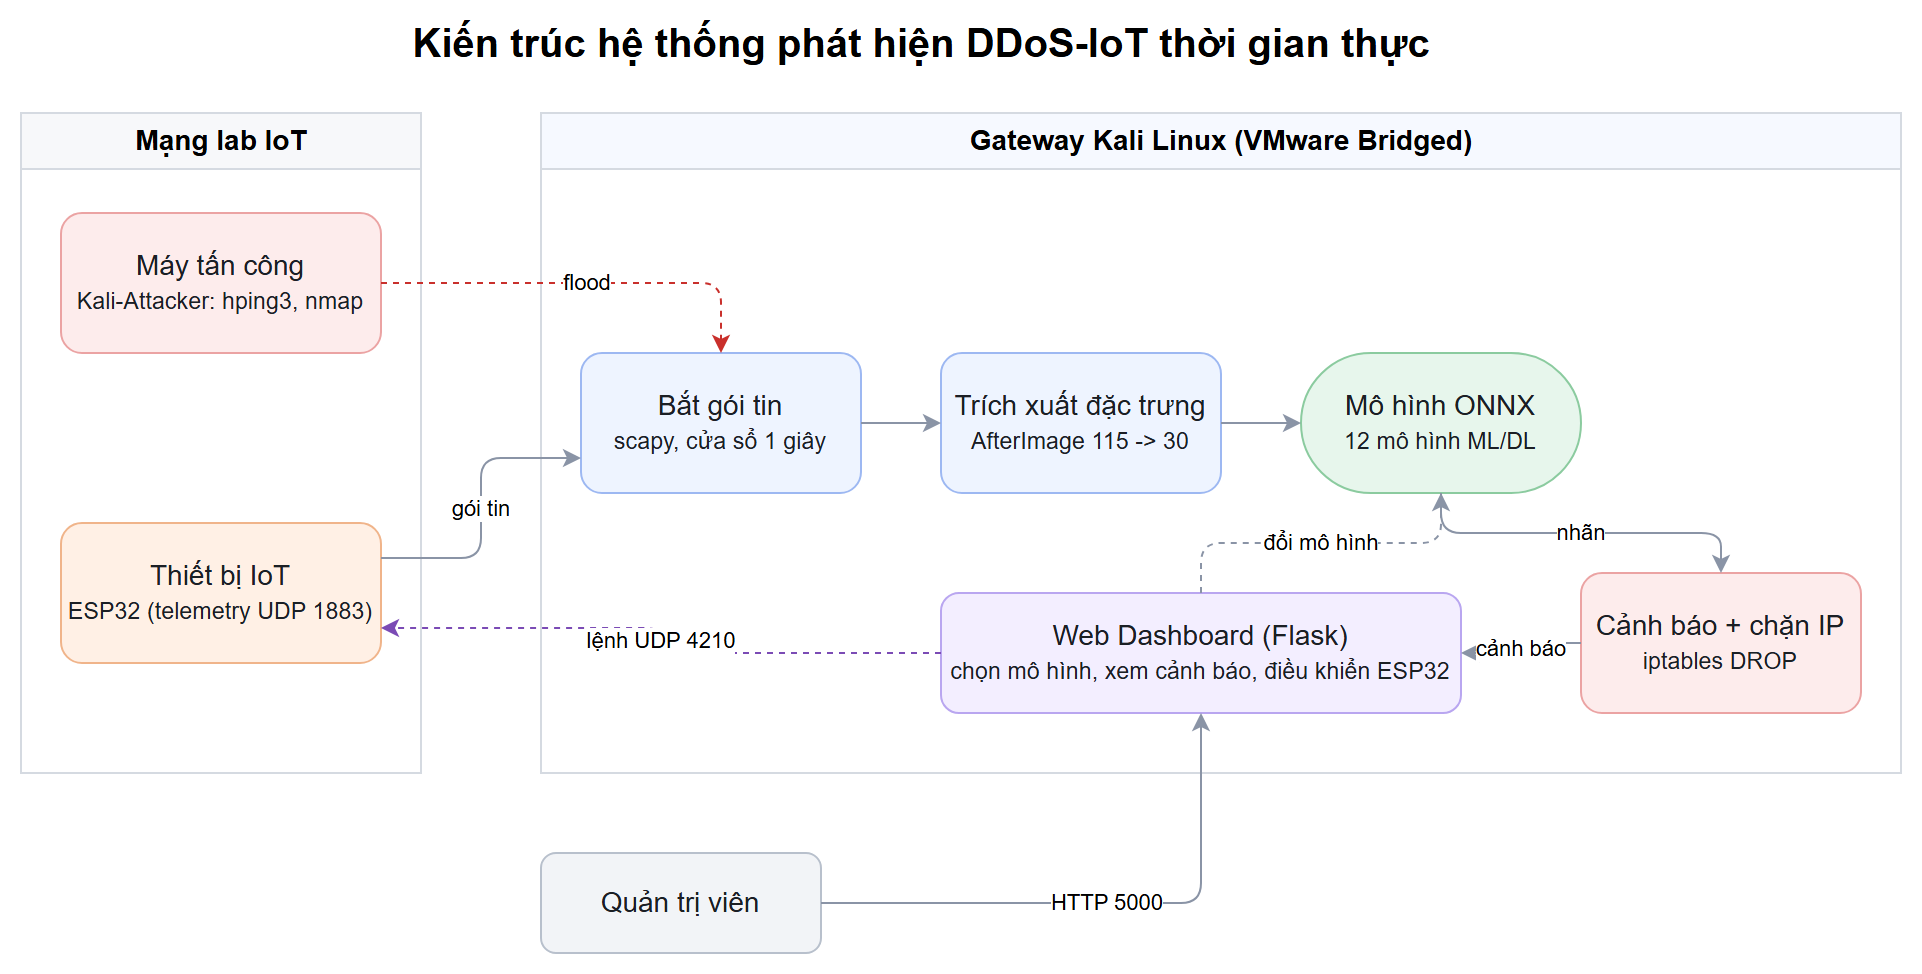 Kiến trúc hệ thống phát hiện DDoS-IoT thời gian thực
Mạng lab IoT
Gateway Kali Linux (VMware Bridged)
Máy tấn công
Kali-Attacker: hping3, nmap
flood
Bắt gói tin
scapy, cửa sổ 1 giây
Trích xuất đặc trưng
AfterImage 115 -> 30
Mô hình ONNX
12 mô hình ML/DL
gói tin
đổi mô hình
nhãn
Thiết bị IoT
ESP32 (telemetry UDP 1883)
lệnh UDP 4210
Web Dashboard (Flask)
chọn mô hình, xem cảnh báo, điều khiển ESP32
cảnh báo
Cảnh báo + chặn IP
iptables DROP
Quản trị viên
HTTP 5000